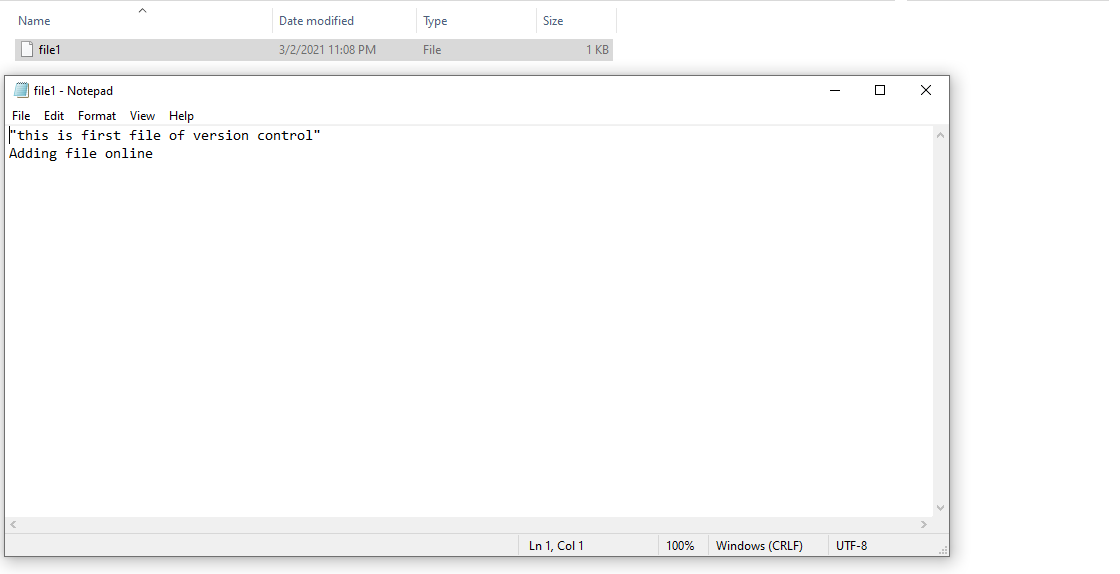 Name Date modified Type Size
file1 3/2/2021 11:08 PM File 1 KB
file1 - Notepad
File Edit Format View Help
"this is first file of version control"
Adding file online
Ln 1, Col 1 100% Windows (CRLF) UTF-8